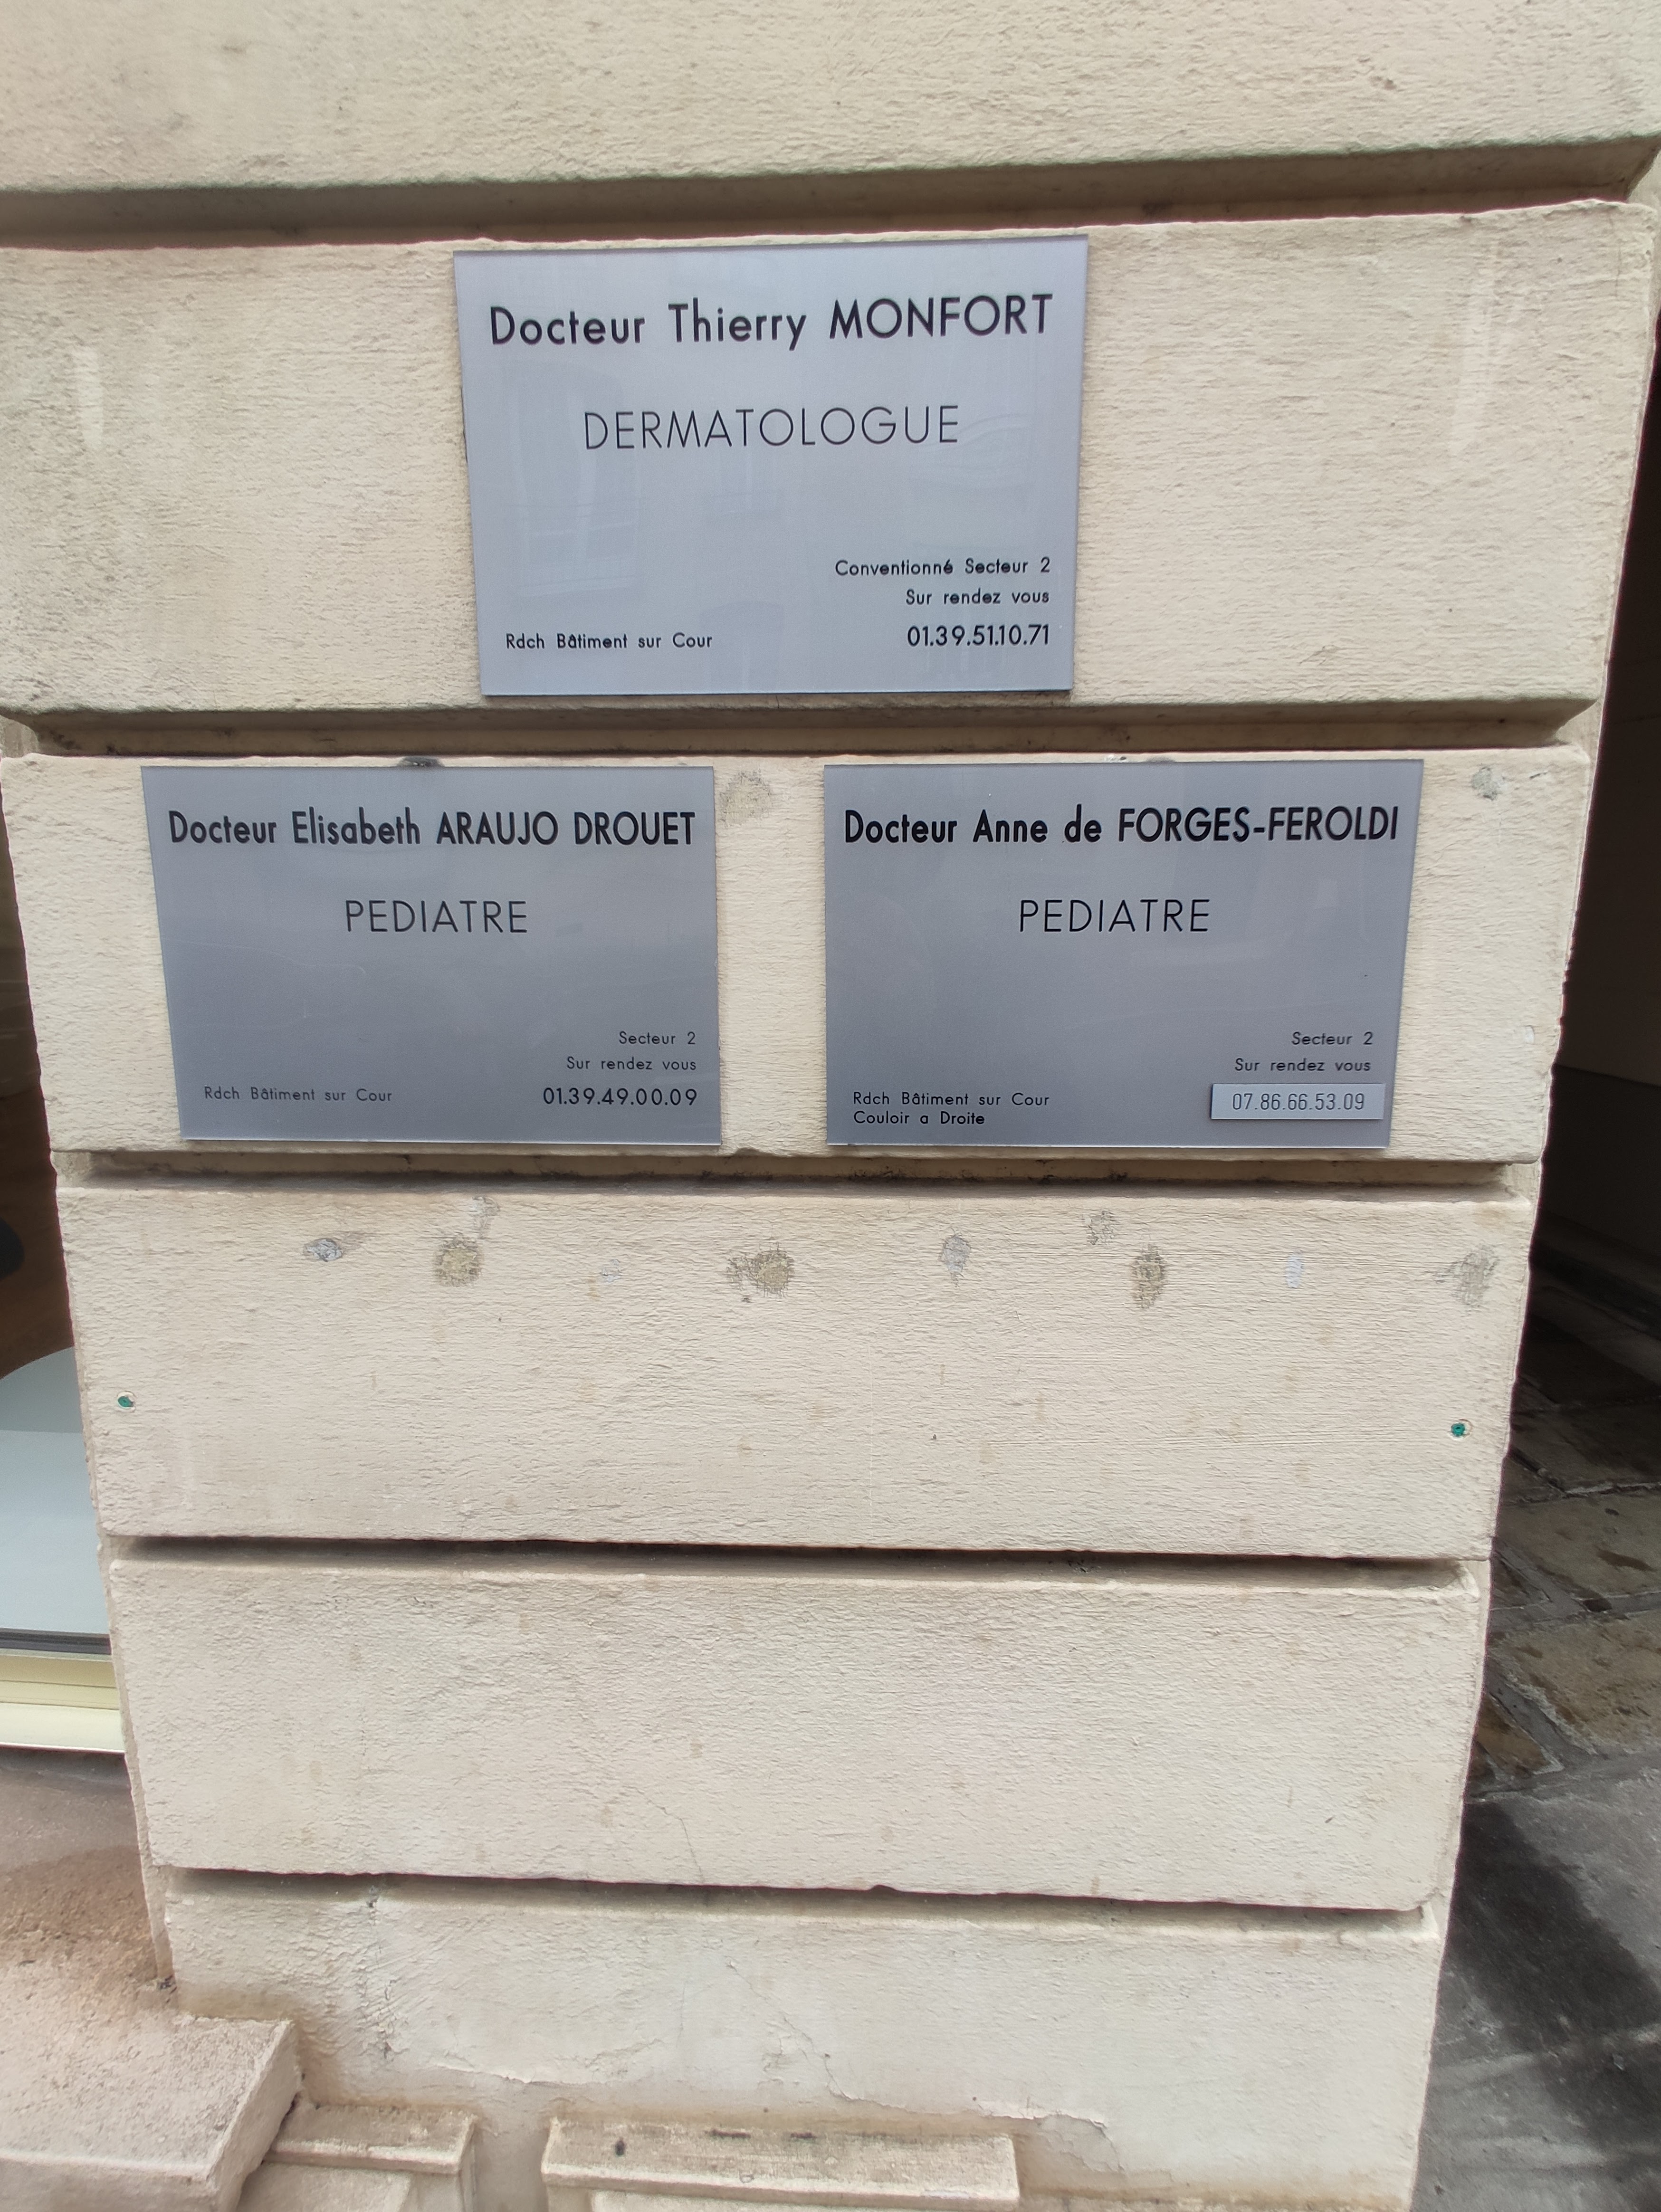 Docteur Thierry MONFORT
DERMATOLOGUE
Conventionné Secteur 2
Sur rendez vous
Rdch Bâtiment sur Cour
01.39.51.10.71
Docteur Elisabeth ARAUJO DROUET
PEDIATRE
Secteur 2
Sur rendez vous
Rdch Bâtiment sur Cour
01.39.49.00.09
Docteur Anne de FORGES-FEROLDI
PEDIATRE
Secteur 2
Sur rendez vous
Rdch Bâtiment sur Cour
Couloir a Droite
07.86.66.53.09